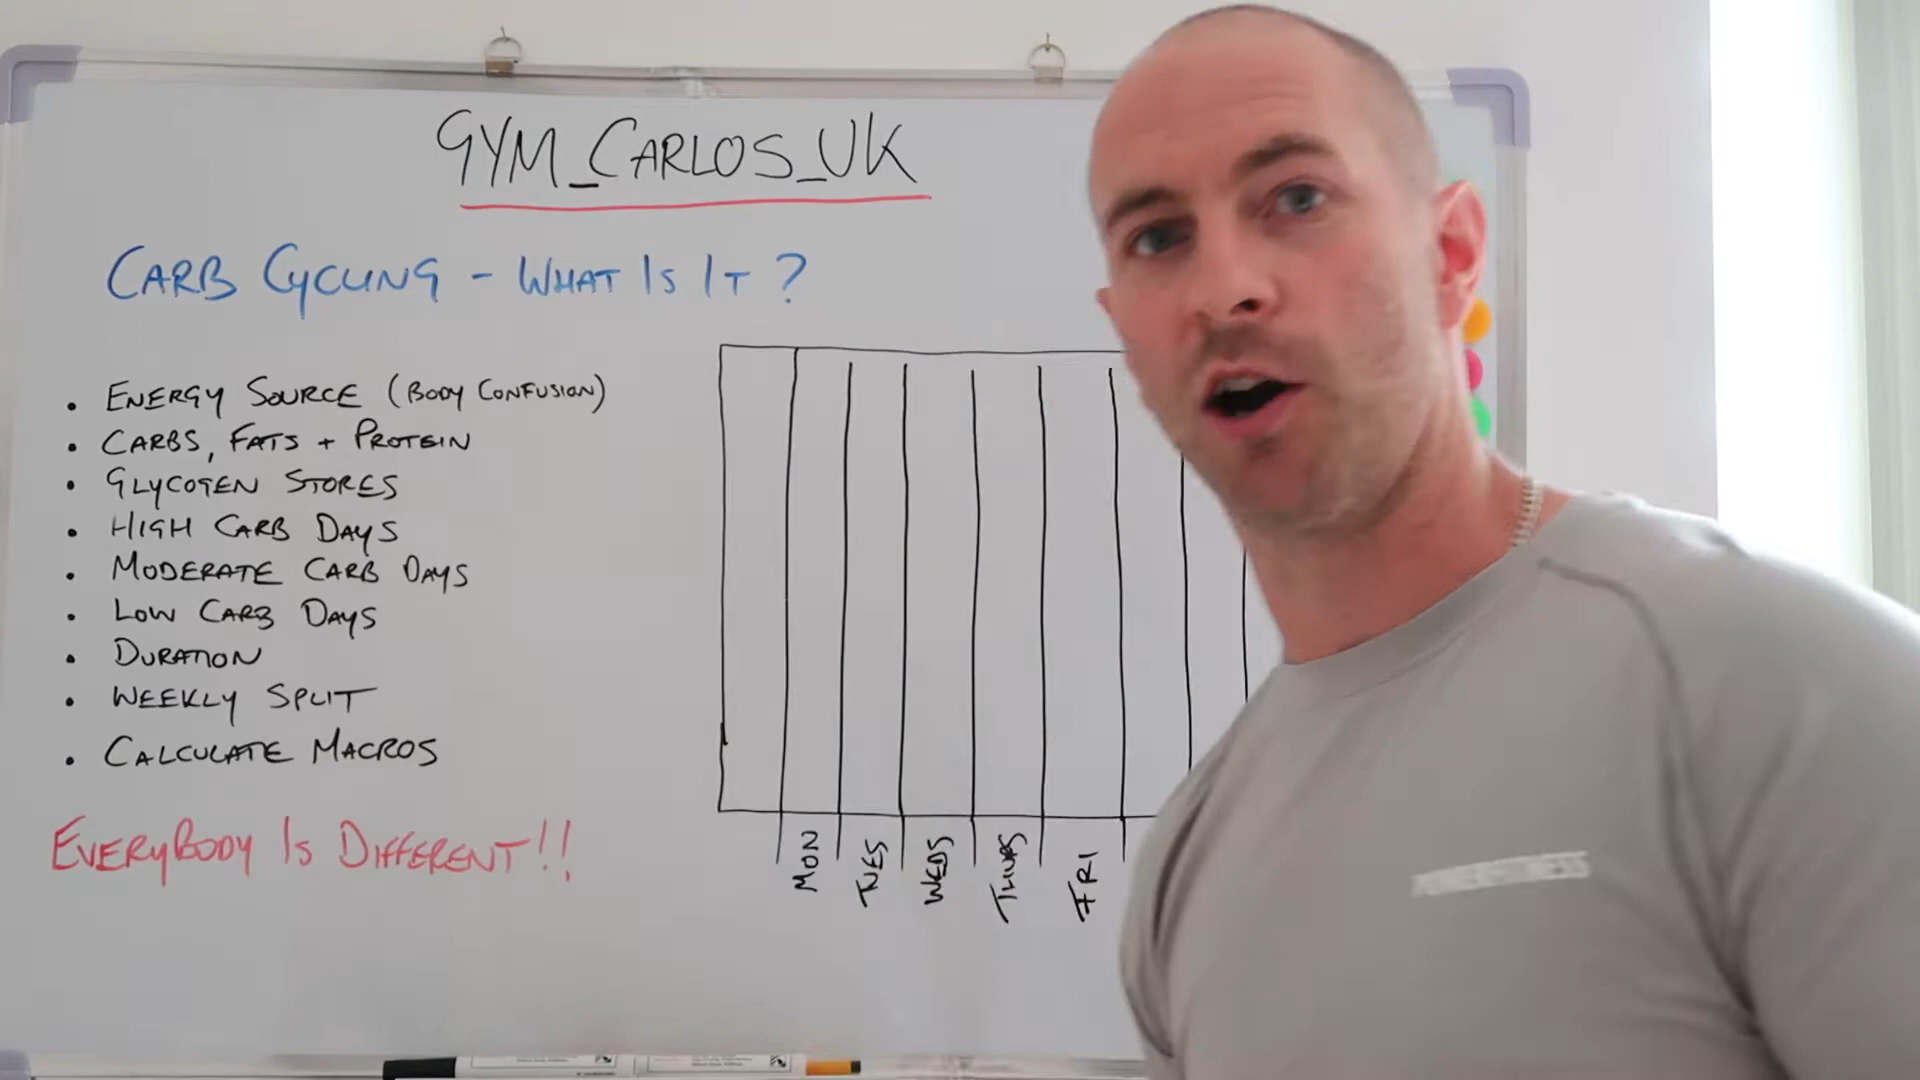 GYM_CARLOS_UK
CARB CYCLING - WHAT IS IT?
• ENERGY SOURCE (BODY CONFUSION)
• CARBS, FATS + PROTEIN
• GLYCOGEN STORES
• HIGH CARB DAYS
• MODERATE CARB DAYS
• LOW CARB DAYS
• DURATION
• WEEKLY SPLIT
• CALCULATE MACROS
EVERYBODY IS DIFFERENT!!
MON TUES WEDS THURS FRI